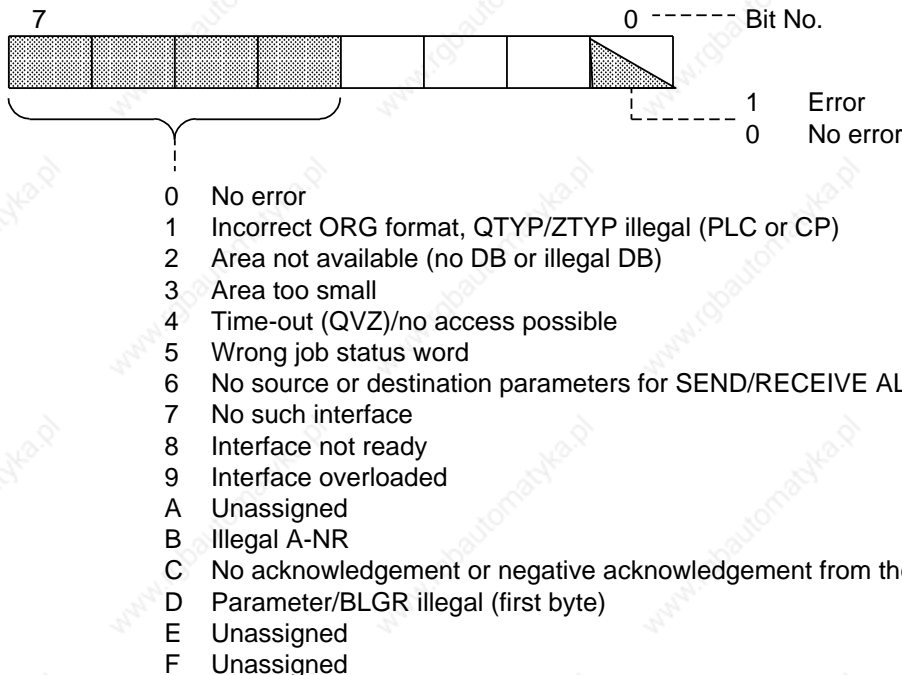 7 0 Bit No.
1 Error
0 No error
0 No error
1 Incorrect ORG format, QTYP/ZTYP illegal (PLC or CP)
2 Area not available (no DB or illegal DB)
3 Area too small
4 Time-out (QVZ)/no access possible
5 Wrong job status word
6 No source or destination parameters for SEND/RECEIVE AL
7 No such interface
8 Interface not ready
9 Interface overloaded
A Unassigned
B Illegal A-NR
C No acknowledgement or negative acknowledgement from the
D Parameter/BLGR illegal (first byte)
E Unassigned
F Unassigned
www.rgbautomatyka.pl